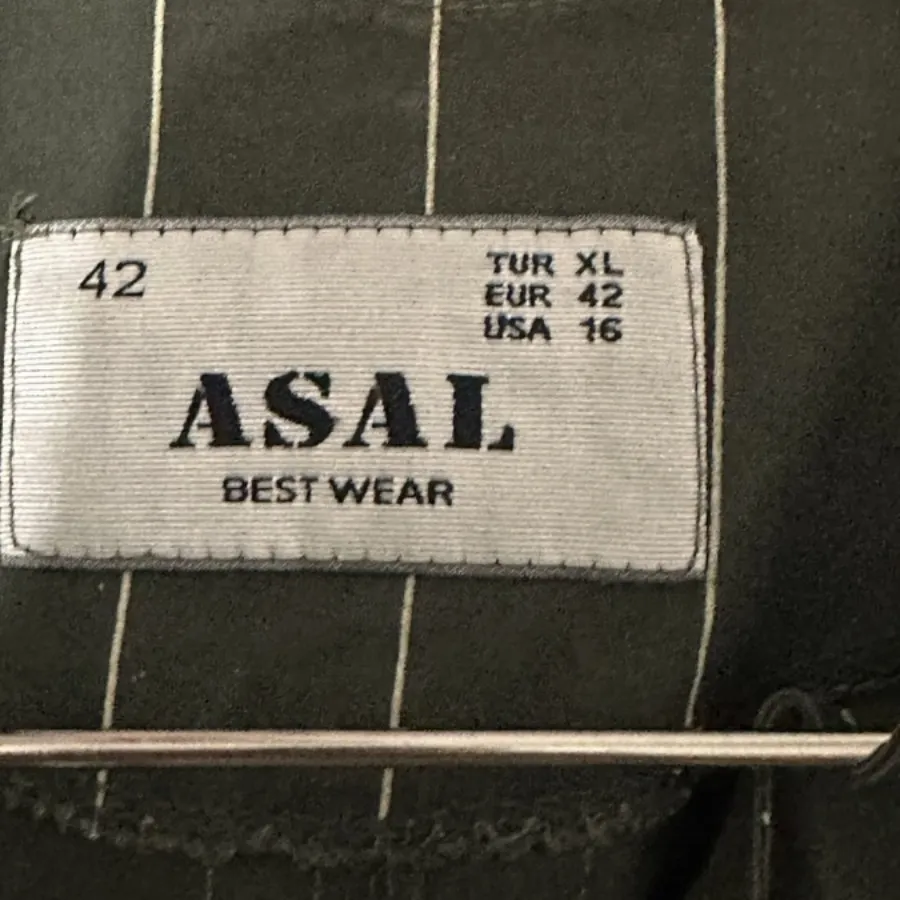 42
TUR XL
EUR 42
USA 16
ASAL
BEST WEAR